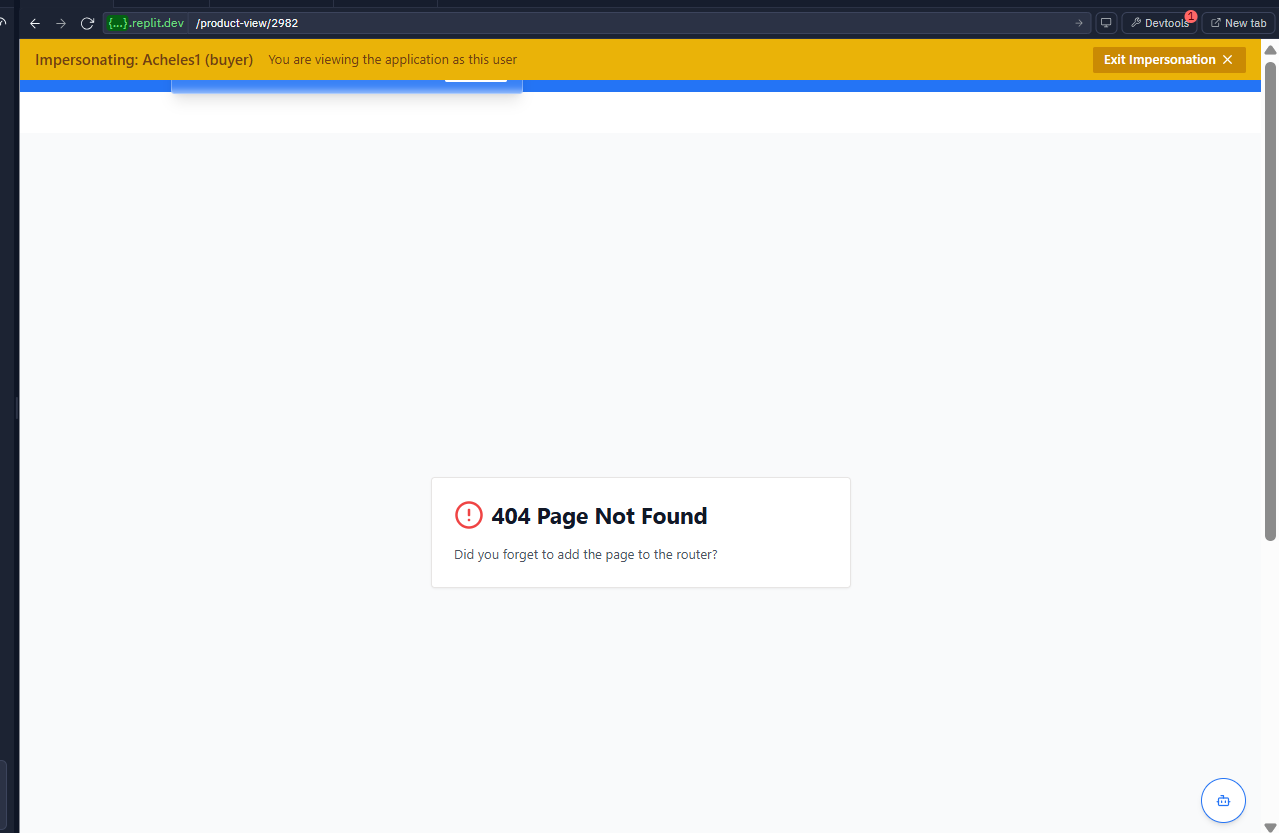 {...}.replit.dev /product-view/2982 Devtools 1 New tab
Impersonating: Acheles1 (buyer) You are viewing the application as this user Exit Impersonation
404 Page Not Found
Did you forget to add the page to the router?